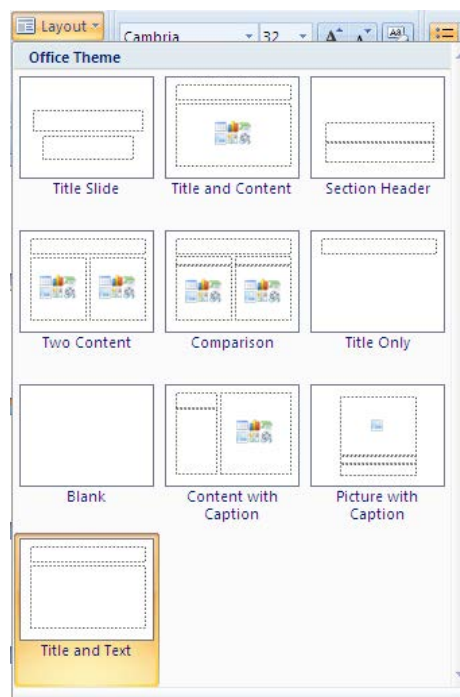 Layout
Cambria 32 A A Aa
Office Theme
Title Slide
Title and Content
Section Header
Two Content
Comparison
Title Only
Blank
Content with
Caption
Picture with
Caption
Title and Text